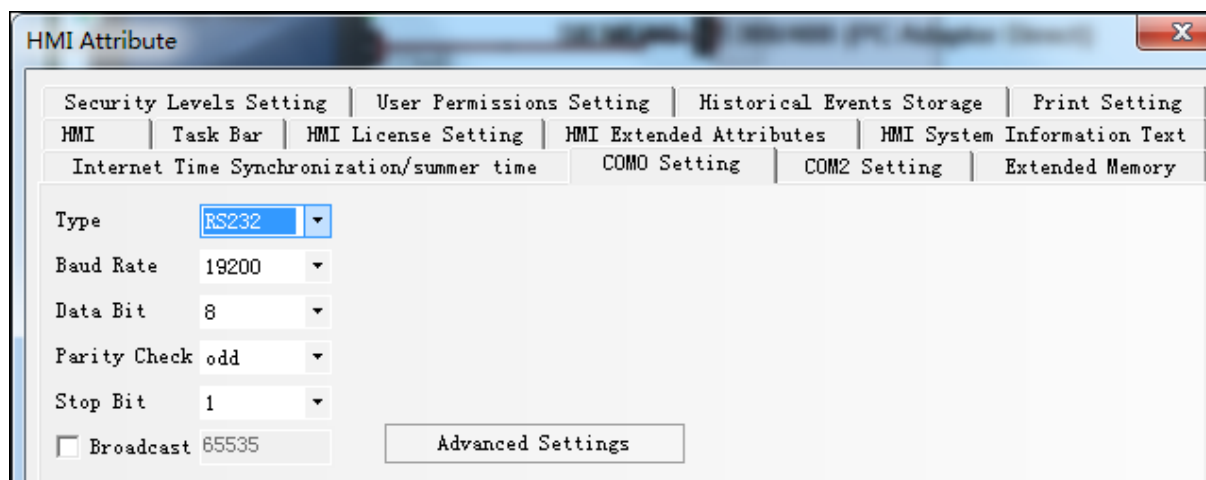 HMI Attribute
Security Levels Setting User Permissions Setting Historical Events Storage Print Setting
HMI Task Bar HMI License Setting HMI Extended Attributes HMI System Information Text
Internet Time Synchronization/summer time COM0 Setting COM2 Setting Extended Memory
Type RS232
Baud Rate 19200
Data Bit 8
Parity Check odd
Stop Bit 1
Broadcast 65535 Advanced Settings